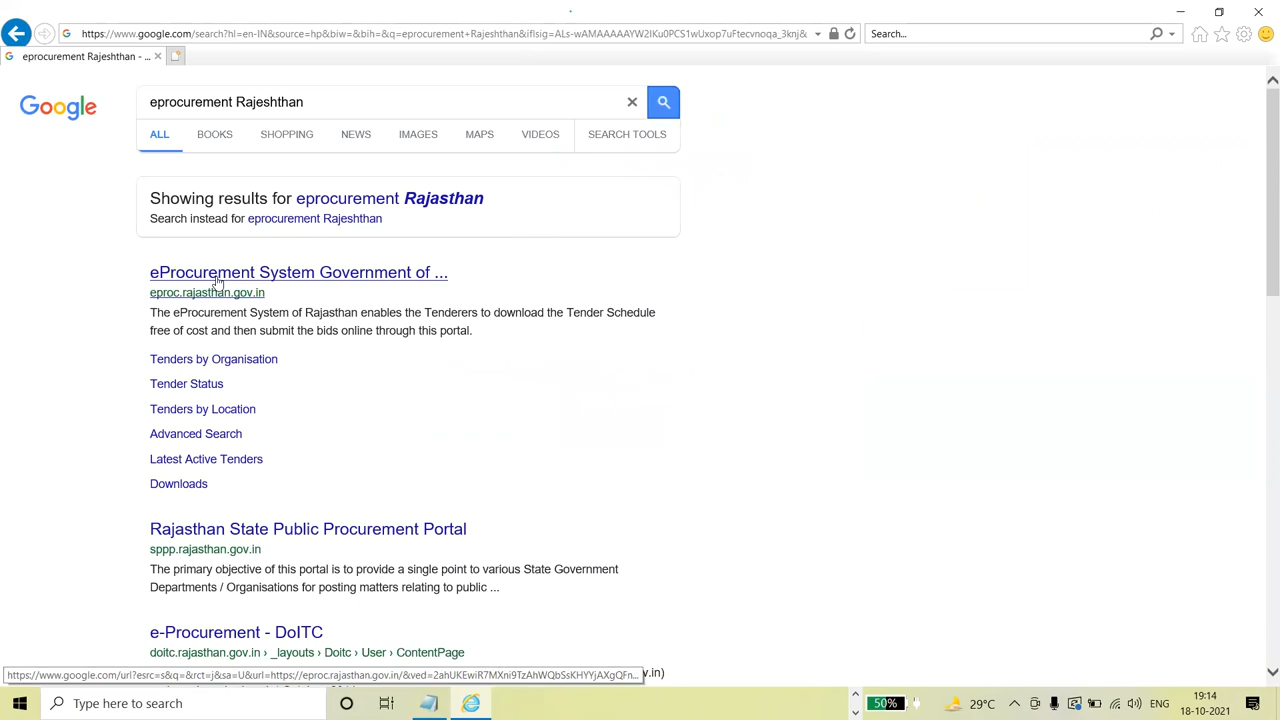 https://www.google.com/search?hl=en-IN&source=hp&biw=&bih=&q=eprocurement+Rajeshthan&iflsig=
Search...
eprocurement Rajeshthan - ...
Google
eprocurement Rajeshthan
ALL BOOKS SHOPPING NEWS IMAGES MAPS VIDEOS SEARCH TOOLS
Showing results for eprocurement Rajasthan
Search instead for eprocurement Rajeshthan
eProcurement System Government of ...
eproc.rajasthan.gov.in
The eProcurement System of Rajasthan enables the Tenderers to download the Tender Schedule
free of cost and then submit the bids online through this portal.
Tenders by Organisation
Tender Status
Tenders by Location
Advanced Search
Latest Active Tenders
Downloads
Rajasthan State Public Procurement Portal
sppp.rajasthan.gov.in
The primary objective of this portal is to provide a single point to various State Government
Departments / Organisations for posting matters relating to public ...
e-Procurement - DoITC
doitc.rajasthan.gov.in › _layouts › Doitc › User › ContentPage
https://www.google.com/url?esrc=s&q=&rct=j&sa=U&url=https://eproc.rajasthan.gov.in/&ved=2ahUKEwiR7MXni9TzAhWQbSsKHYYjAXgQFn...
v.in)
Type here to search
50%
29°C
ENG
19:14
18-10-2021